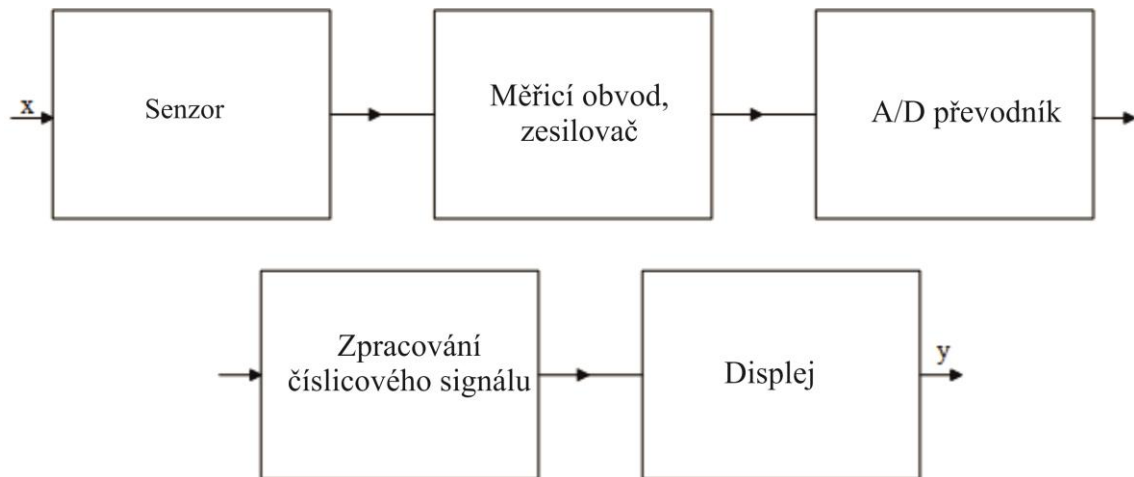 x
Senzor
Měřicí obvod,
zesilovač
A/D převodník
Zpracování
číslicového signálu
Displej
y